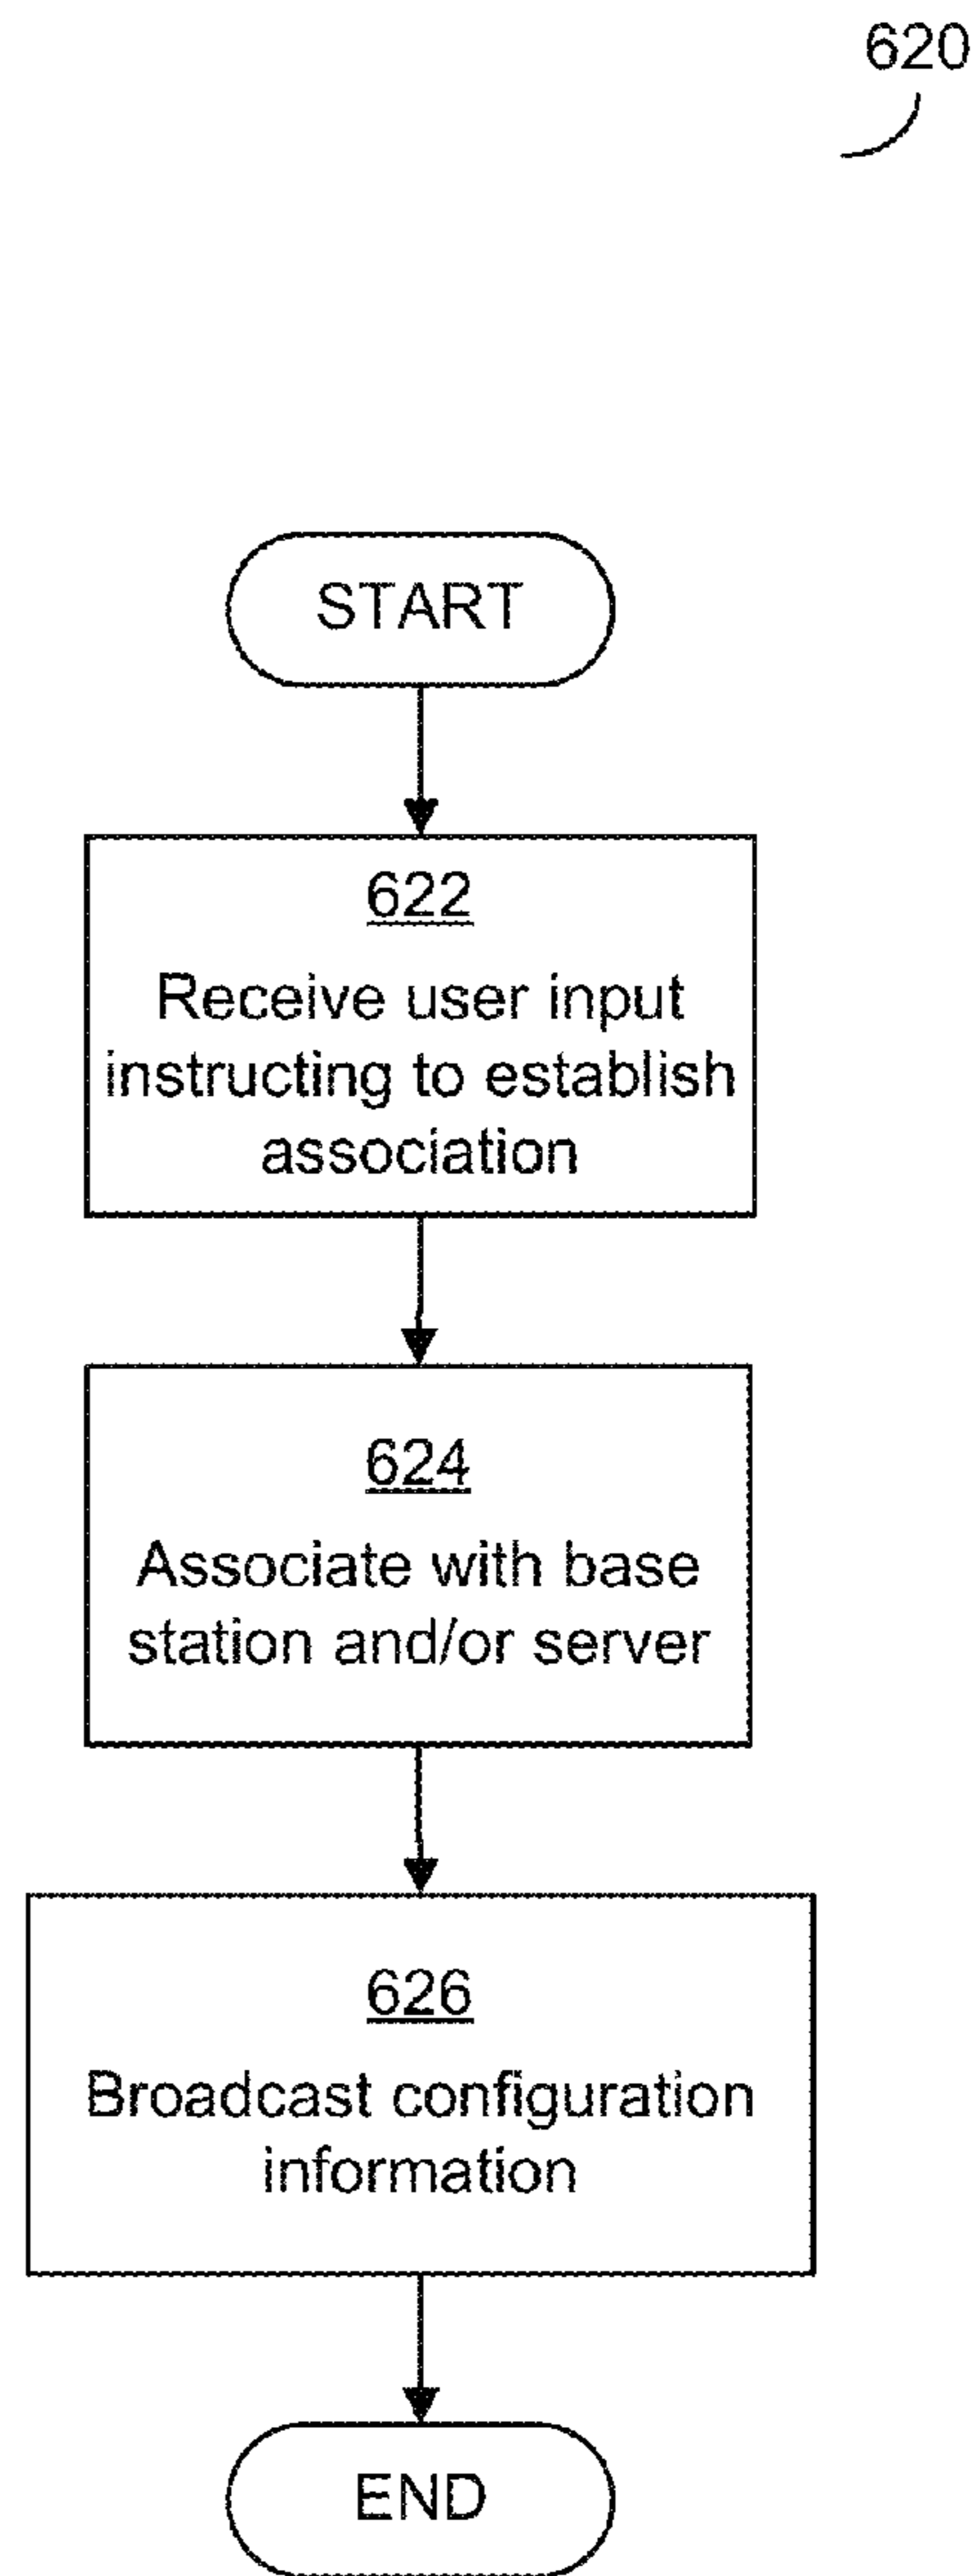 620
START
622
Receive user input
instructing to establish
association
624
Associate with base
station and/or server
626
Broadcast configuration
information
END